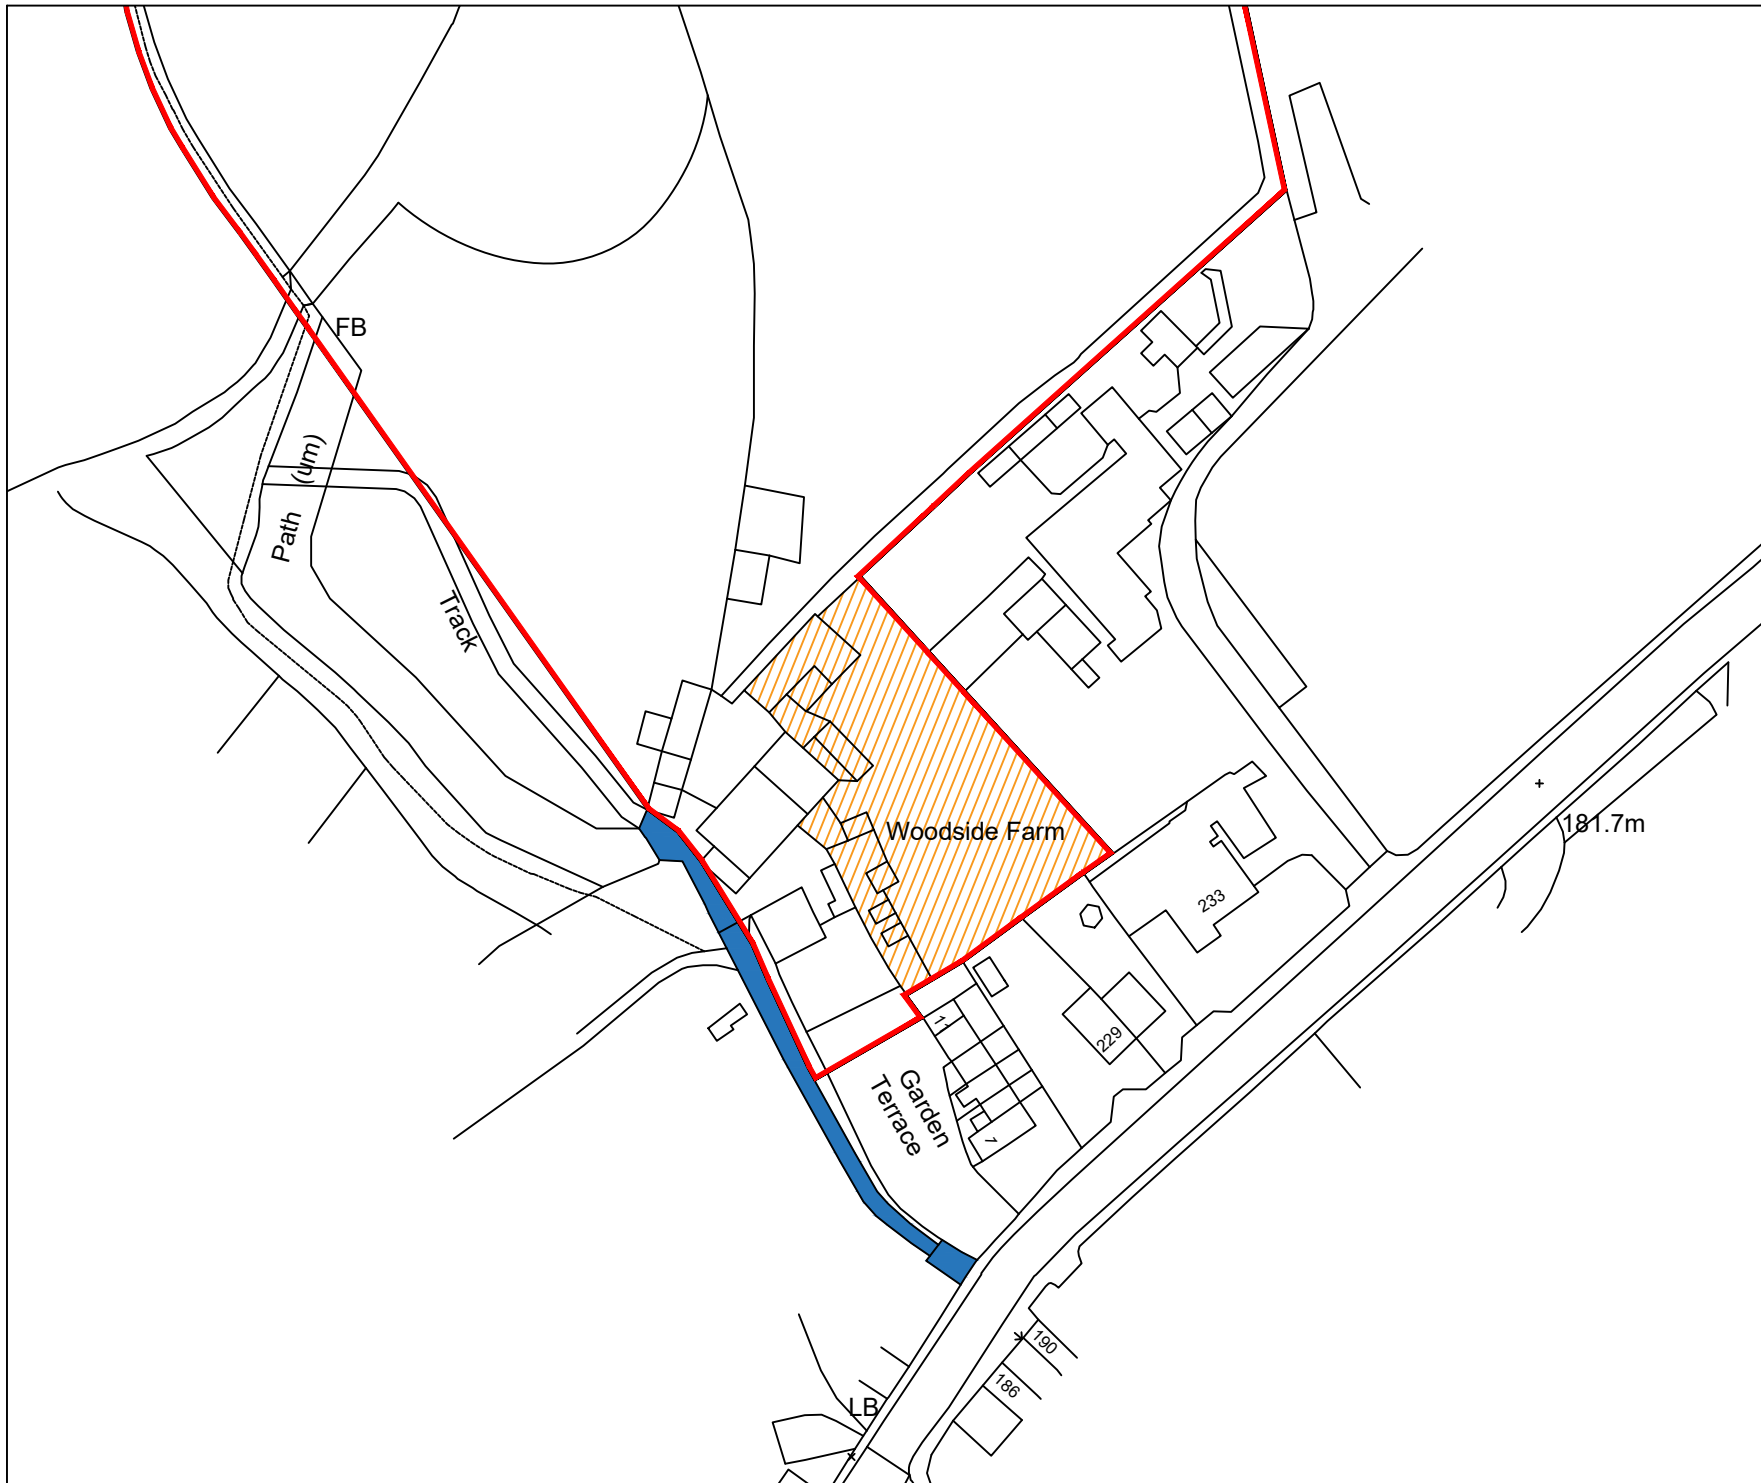 FB
Path (um)
Track
Woodside Farm
181.7m
233
229
11
Garden
Terrace
7
190
186
LB